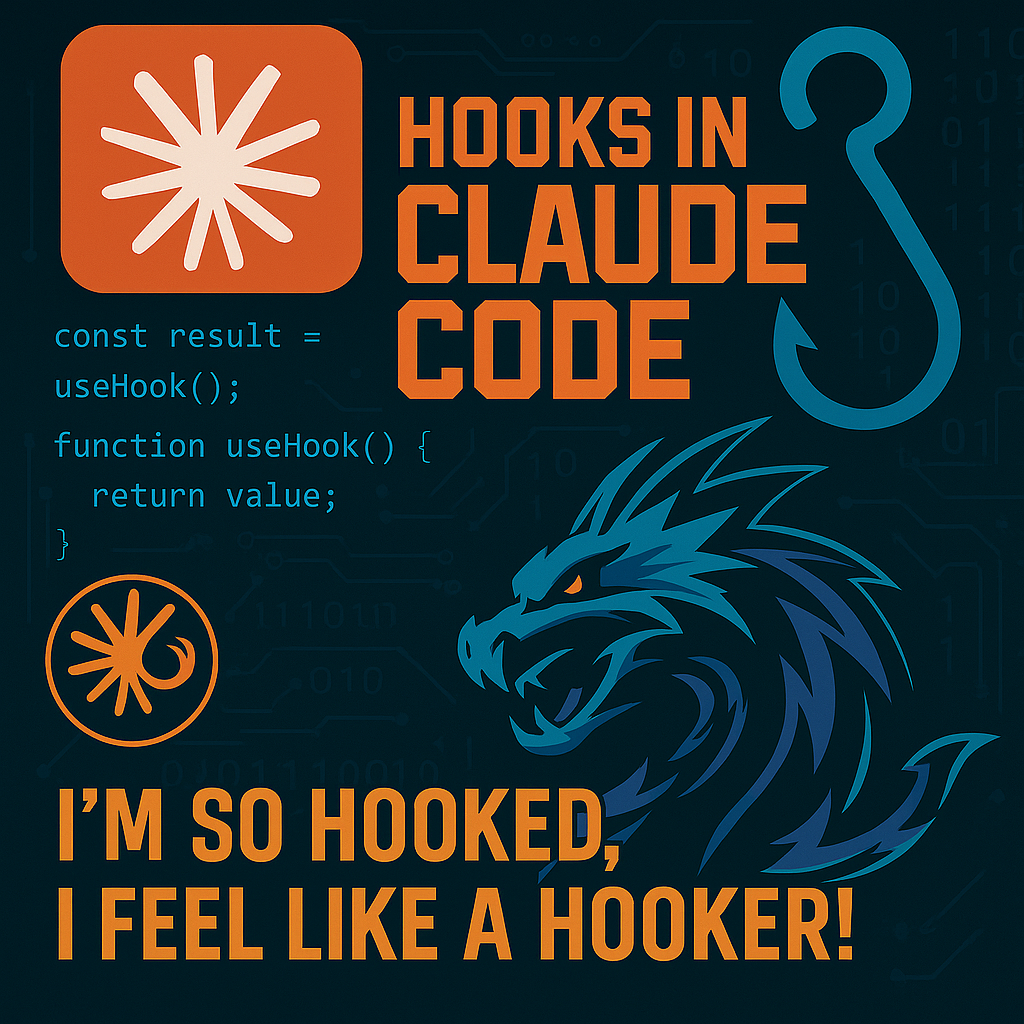 HOOKS IN
CLAUDE
CODE
const result =
useHook();
function useHook() {
  return value;
}
I'M SO HOOKED,
I FEEL LIKE A HOOKER!